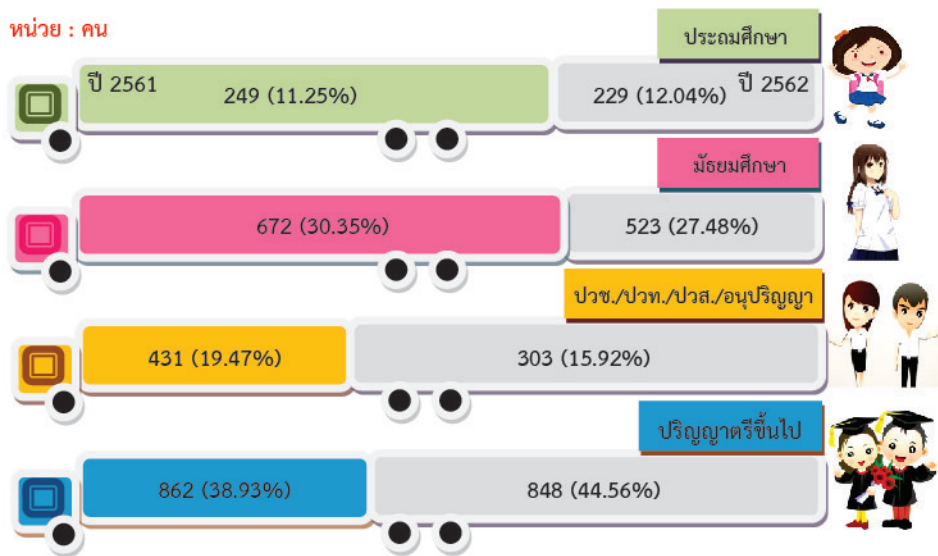 หน่วย : คน
ประถมศึกษา
ปี 2561 249 (11.25%) 229 (12.04%) ปี 2562
มัธยมศึกษา
672 (30.35%) 523 (27.48%)
ปวช./ปวท./ปวส./อนุปริญญา
431 (19.47%) 303 (15.92%)
ปริญญาตรีขึ้นไป
862 (38.93%) 848 (44.56%)